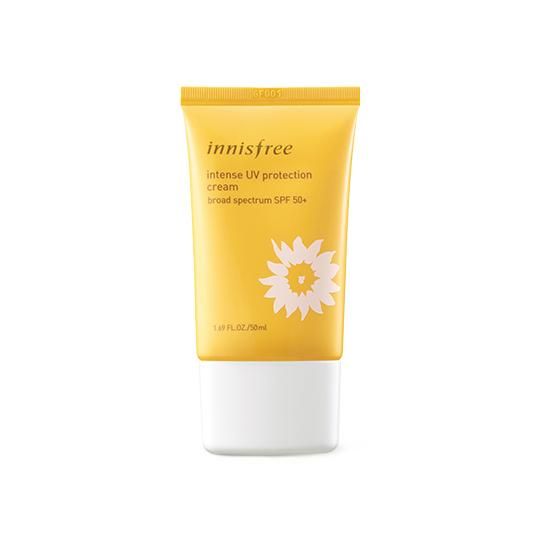 innisfree
intense UV protection
cream
broad spectrum SPF 50+
1.69 FL.OZ./50mL